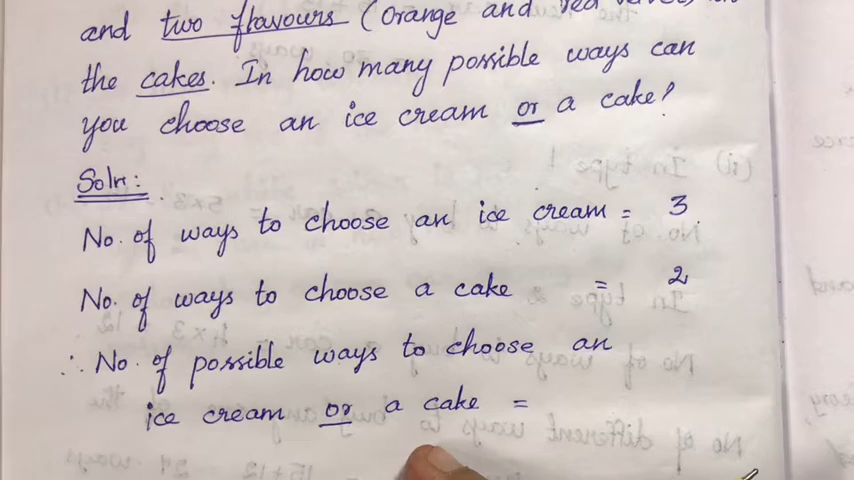 and two flavours (Orange and red
the cakes. In how many possible ways can
you choose an ice cream or a cake?
Soln:
No. of ways to choose an ice cream = 3
No. of ways to choose a cake = 2
∴ No. of possible ways to choose an
ice cream or a cake =